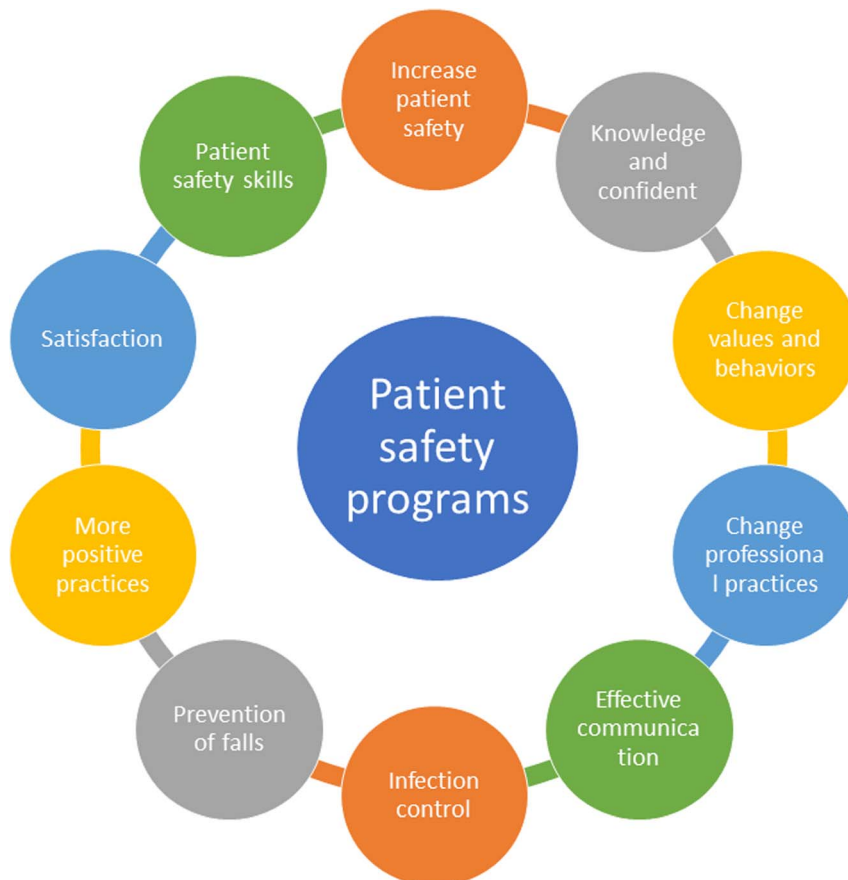 Increase
patient
safety
Knowledge
and
confident
Change
values and
behaviors
Change
professiona
l practices
Effective
communica
tion
Infection
control
Prevention
of falls
More
positive
practices
Satisfaction
Patient
safety skills
Patient
safety
programs